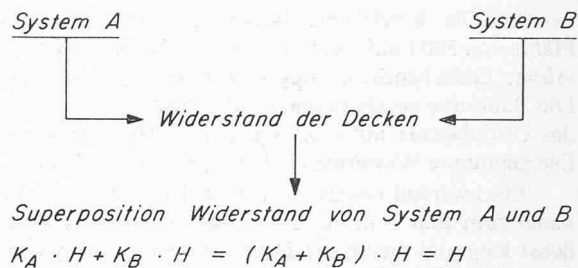 System A System B
Widerstand der Decken
Superposition Widerstand von System A und B
K_A · H + K_B · H = (K_A + K_B) · H = H